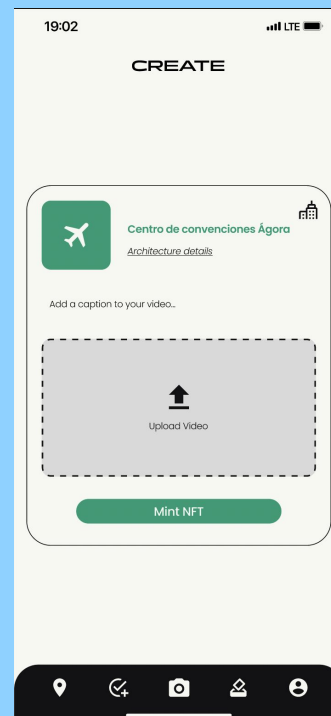 19:02
LTE
CREATE
Centro de convenciones Ágora
Architecture details
Add a caption to your video...
Upload Video
Mint NFT